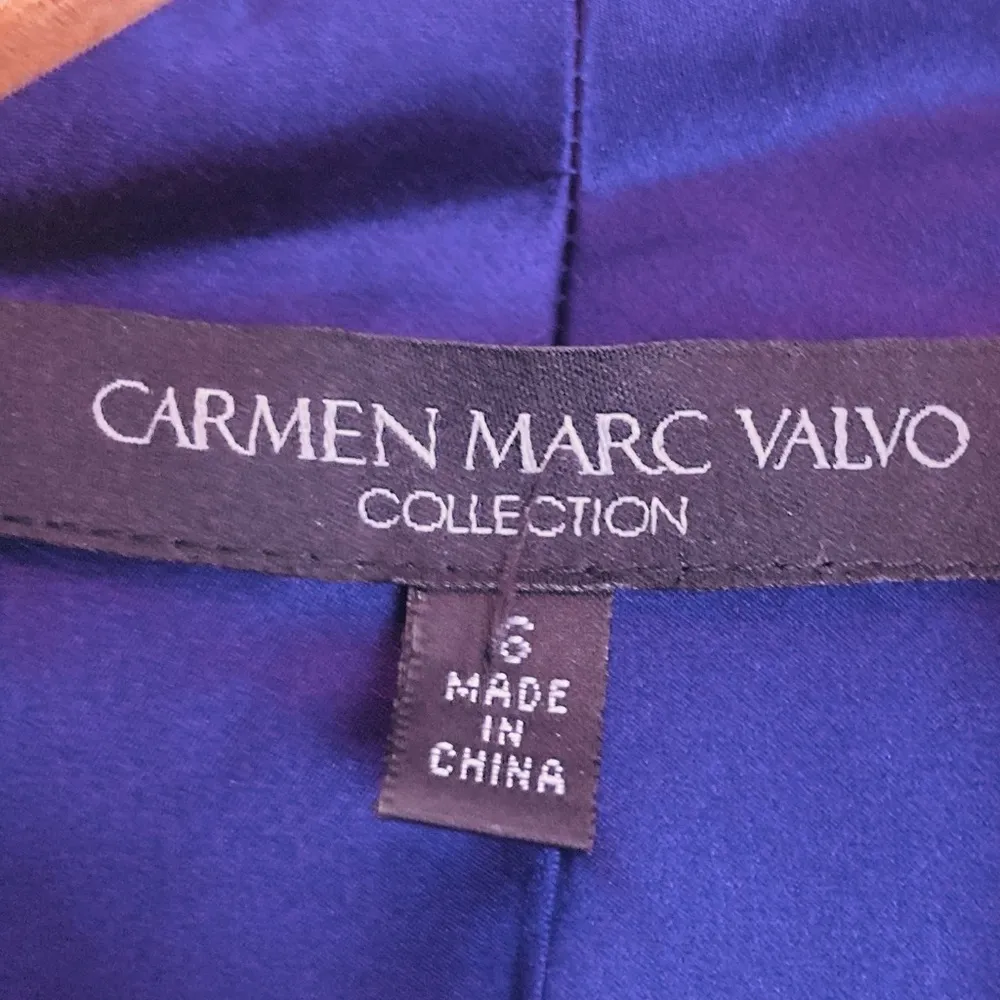 CARMEN MARC VALVO
COLLECTION
6
MADE
IN
CHINA